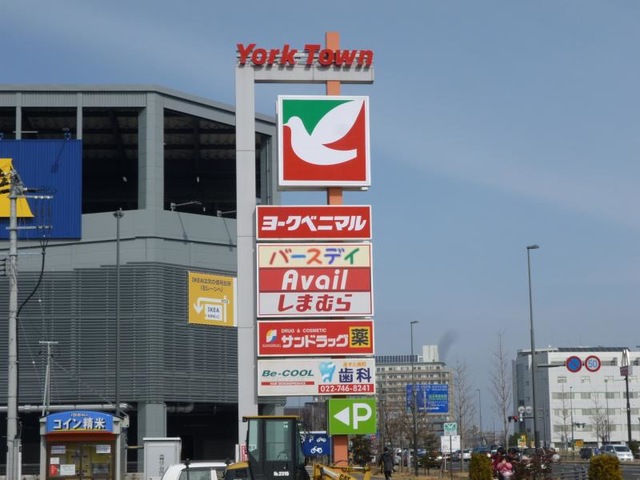 York Town
ヨークベニマル
バースデイ
Avail
しまむら
DRUG & COSMETIC
サンドラッグ 薬
Be-COOL
歯科
022-746-8241
P
IKEA
コイン精米
50